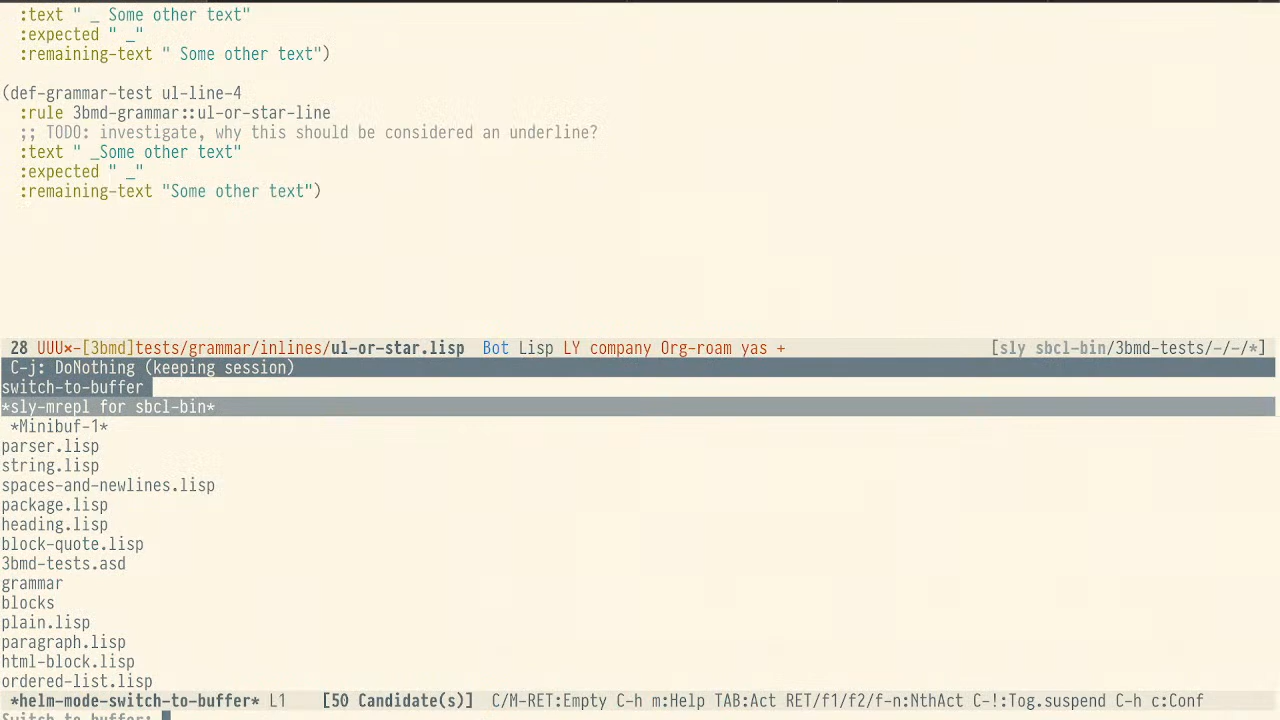 :text " _ Some other text"
:expected " _"
:remaining-text " Some other text")
(def-grammar-test ul-line-4
:rule 3bmd-grammar::ul-or-star-line
;; TODO: investigate, why this should be considered an underline?
:text " _Some other text"
:expected " _"
:remaining-text "Some other text")
28 UUU×-[3bmd]tests/grammar/inlines/ul-or-star.lisp Bot Lisp LY company Org-roam yas + [sly sbcl-bin/3bmd-tests/-/-/*]
C-j: DoNothing (keeping session)
switch-to-buffer
*sly-mrepl for sbcl-bin*
*Minibuf-1*
parser.lisp
string.lisp
spaces-and-newlines.lisp
package.lisp
heading.lisp
block-quote.lisp
3bmd-tests.asd
grammar
blocks
plain.lisp
paragraph.lisp
html-block.lisp
ordered-list.lisp
*helm-mode-switch-to-buffer* L1 [50 Candidate(s)] C/M-RET:Empty C-h m:Help TAB:Act RET/f1/f2/f-n:NthAct C-!:Tog.suspend C-h c:Conf
Switch to buffer: